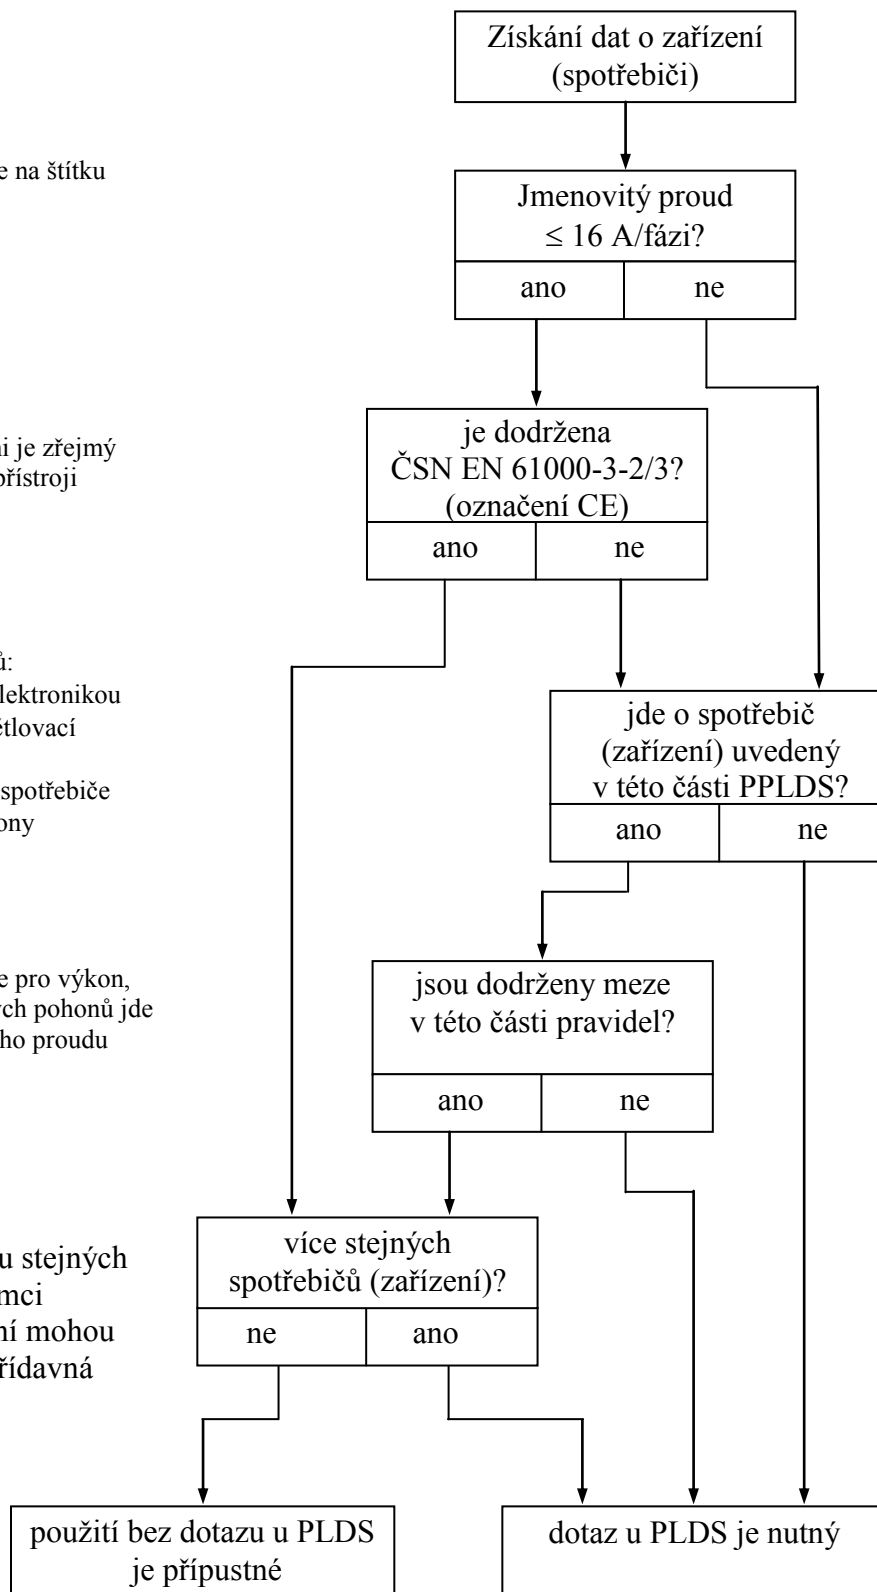 Získání dat o zařízení
(spotřebiči)
e na štítku
Jmenovitý proud
≤ 16 A/fázi?
ano
ne
je dodržena
ČSN EN 61000-3-2/3?
(označení CE)
ni je zřejmý
přístroji
ano
ne
ů:
elektronikou
ětlovací
spotřebiče
ony
jde o spotřebič
(zařízení) uvedený
v této části PPLDS?
ano
ne
e pro výkon,
ých pohonů jde
ho proudu
jsou dodrženy meze
v této části pravidel?
ano
ne
u stejných
mci
ní mohou
řídavná
více stejných
spotřebičů (zařízení)?
ne
ano
použití bez dotazu u PLDS
je přípustné
dotaz u PLDS je nutný